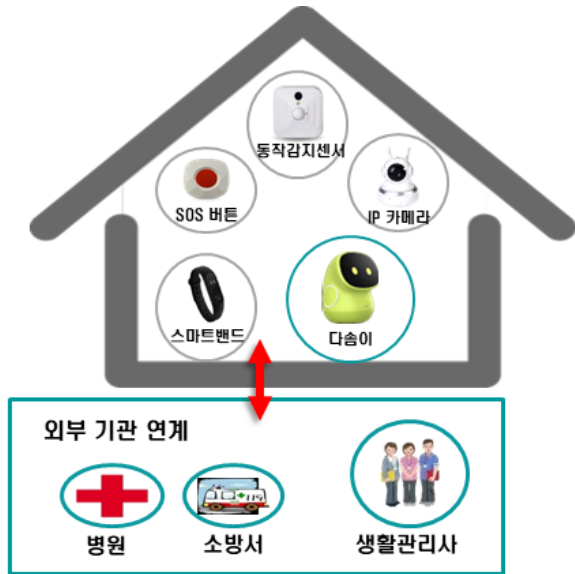 동작감지센서
SOS 버튼
IP 카메라
스마트밴드
다솜이
외부 기관 연계
119
병원
소방서
생활관리사